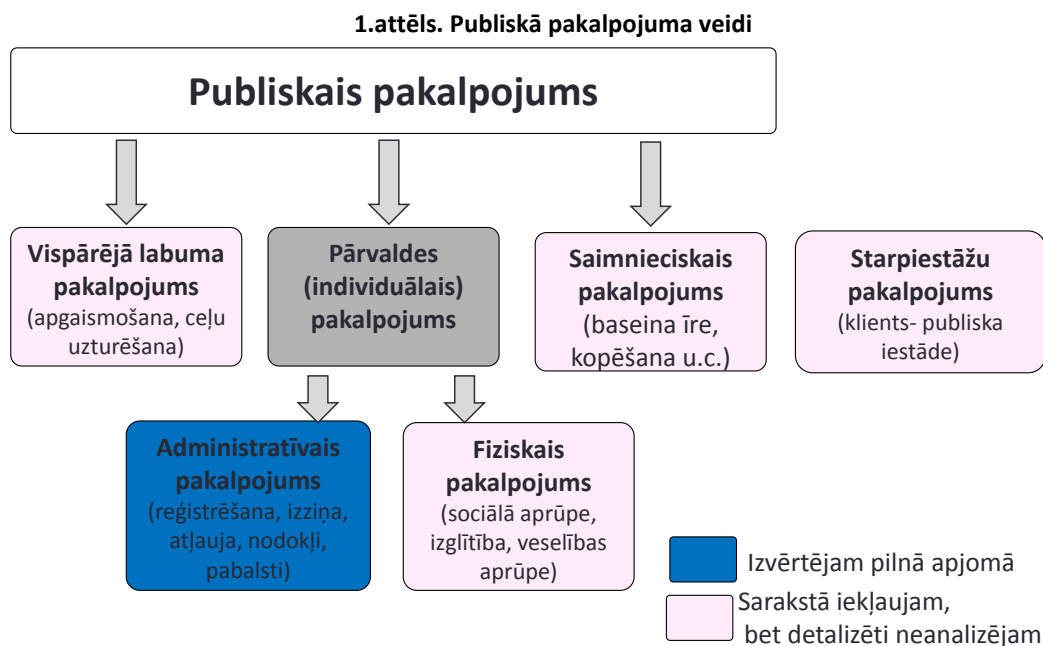 1.attēls. Publiskā pakalpojuma veidi
Publiskais pakalpojums
Vispārējā labuma
pakalpojums
(apgaismošana, ceļu
uzturēšana)
Pārvaldes
(individuālais)
pakalpojums
Saimnieciskais
pakalpojums
(baseina īre,
kopēšana u.c.)
Starpiestāžu
pakalpojums
(klients- publiska
iestāde)
Administratīvais
pakalpojums
(reģistrēšana, izziņa,
atļauja, nodokļi,
pabalsti)
Fiziskais
pakalpojums
(sociālā aprūpe,
izglītība, veselības
aprūpe)
Izvērtējam pilnā apjomā
Sarakstā iekļaujam,
bet detalizēti neanalizējam